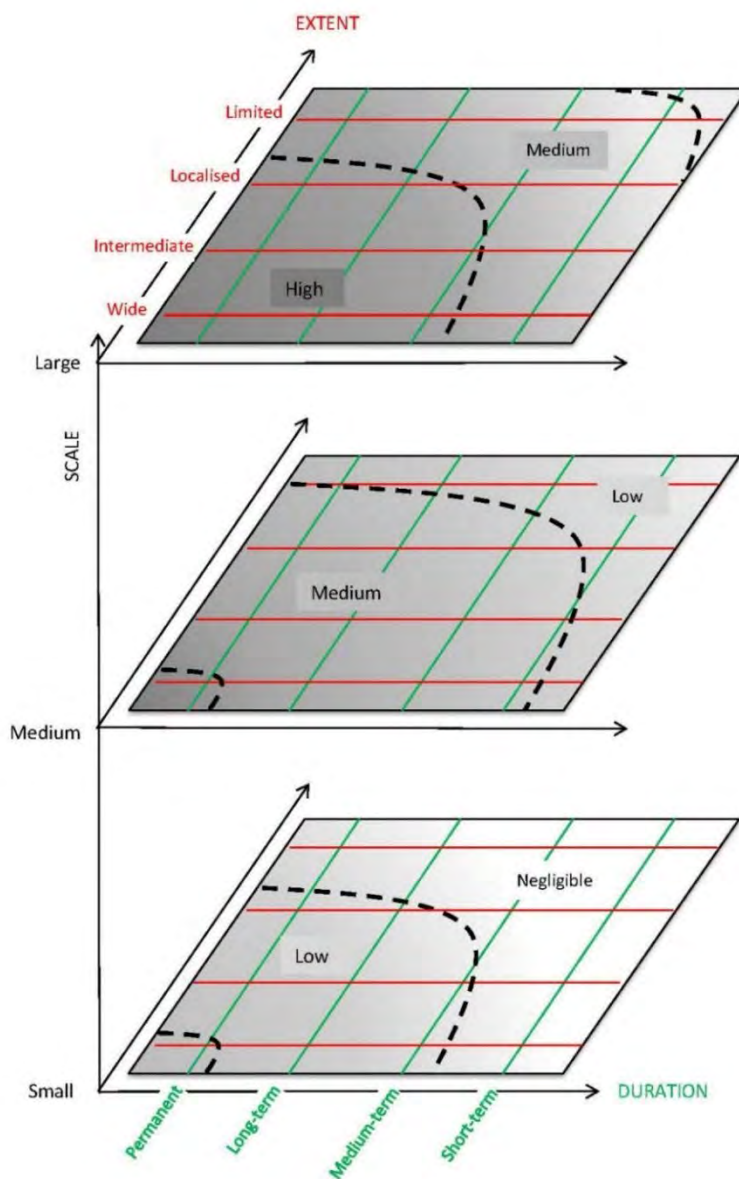 EXTENT
Limited
Medium
Localised
Intermediate
High
Wide
Large
SCALE
Low
Medium
Medium
Negligible
Low
Small
DURATION
Permanent
Long-term
Medium-term
Short-term